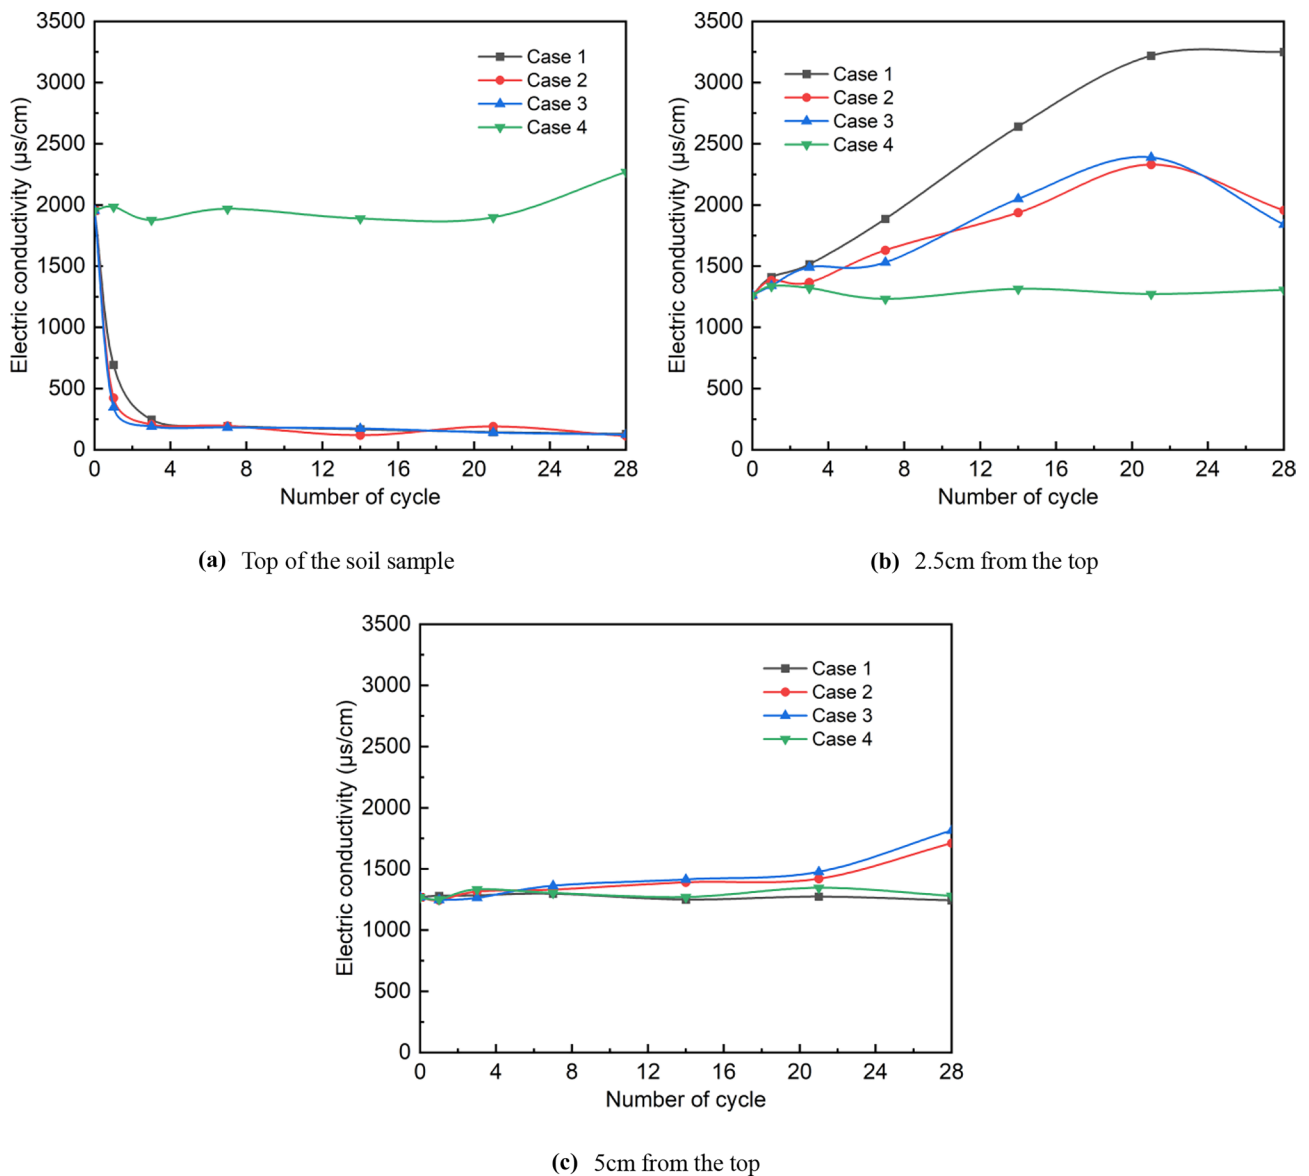 3500
3000
2500
2000
1500
1000
500
0
Electric conductivity (μs/cm)
Case 1
Case 2
Case 3
Case 4
0 4 8 12 16 20 24 28
Number of cycle
(a) Top of the soil sample
3500
3000
2500
2000
1500
1000
500
0
Electric conductivity (μs/cm)
Case 1
Case 2
Case 3
Case 4
0 4 8 12 16 20 24 28
Number of cycle
(b) 2.5cm from the top
3500
3000
2500
2000
1500
1000
500
0
Electric conductivity (μs/cm)
Case 1
Case 2
Case 3
Case 4
0 4 8 12 16 20 24 28
Number of cycle
(c) 5cm from the top